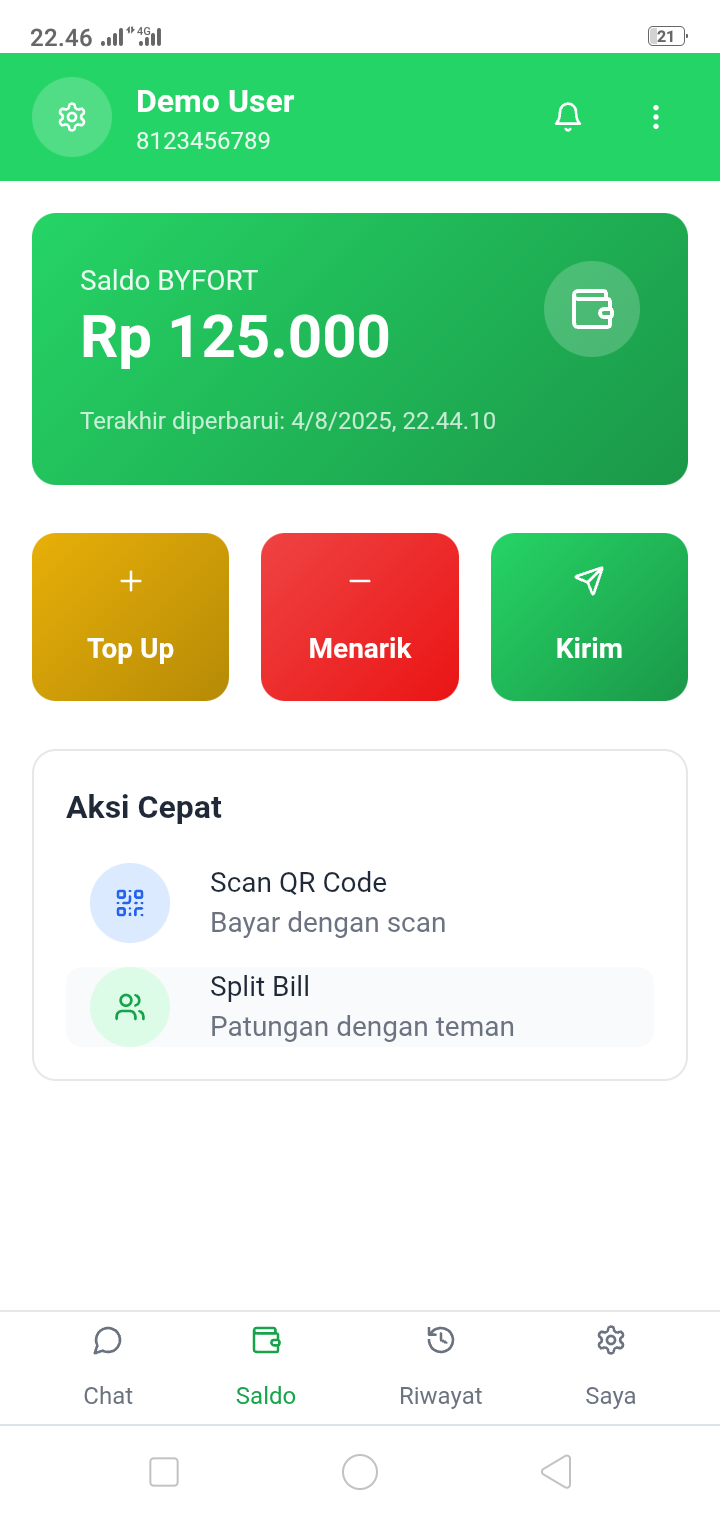 22.46
4G
21
Demo User
8123456789
Saldo BYFORT
Rp 125.000
Terakhir diperbarui: 4/8/2025, 22.44.10
Top Up
Menarik
Kirim
Aksi Cepat
Scan QR Code
Bayar dengan scan
Split Bill
Patungan dengan teman
Chat
Saldo
Riwayat
Saya